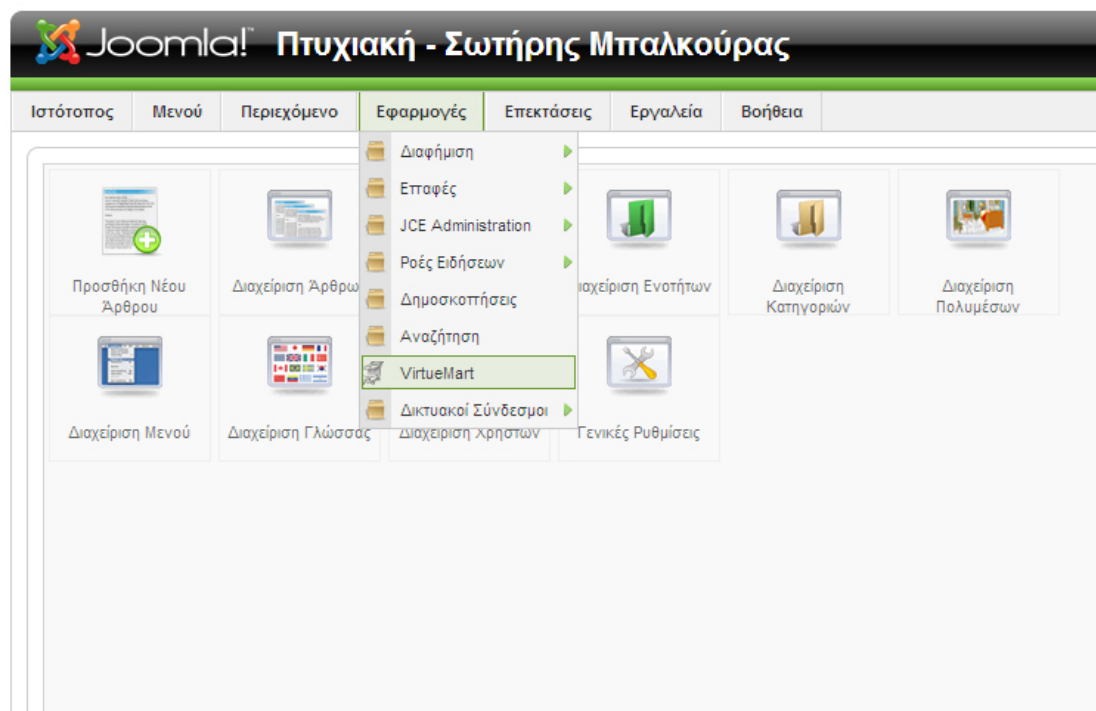 Joomla!™ Πτυχιακή - Σωτήρης Μπαλκούρας
Ιστότοπος Μενού Περιεχόμενο Εφαρμογές Επεκτάσεις Εργαλεία Βοήθεια
Διαφήμιση
Επαφές
JCE Administration
Ροές Ειδήσεων
Δημοσκοπήσεις
Αναζήτηση
VirtueMart
Δικτυακοί Σύνδεσμοι
Προσθήκη Νέου
Άρθρου
Διαχείριση Άρθρω
ιαχείριση Ενοτήτων
Διαχείριση
Κατηγοριών
Διαχείριση
Πολυμέσων
Διαχείριση Μενού
Διαχείριση Γλώσσας
Διαχείριση Χρηστών
Γενικές Ρυθμίσεις